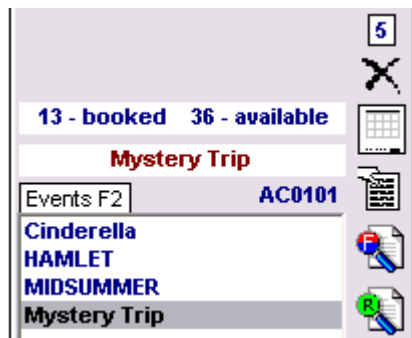 5
13 - booked 36 - available
Mystery Trip
Events F2 AC0101
Cinderella
HAMLET
MIDSUMMER
F
Mystery Trip
R